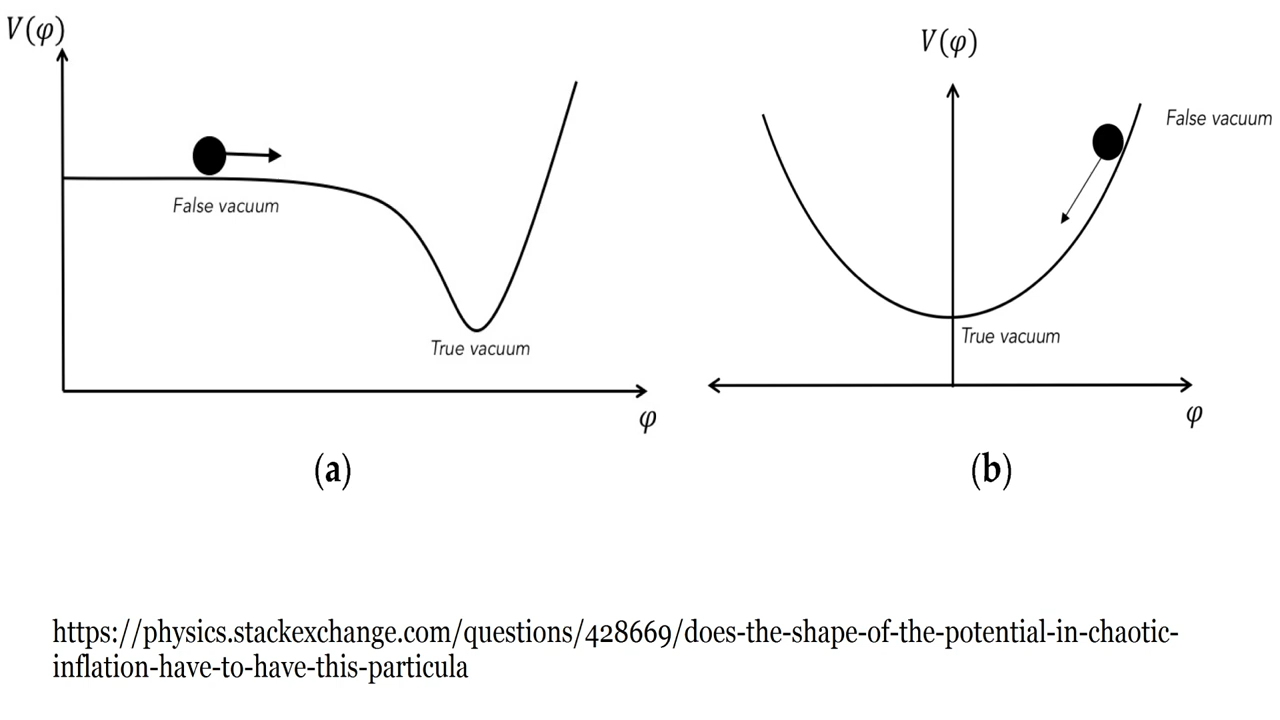 V(φ)
False vacuum
True vacuum
φ
(a)
V(φ)
False vacuum
True vacuum
φ
(b)
https://physics.stackexchange.com/questions/428669/does-the-shape-of-the-potential-in-chaotic-
inflation-have-to-have-this-particula